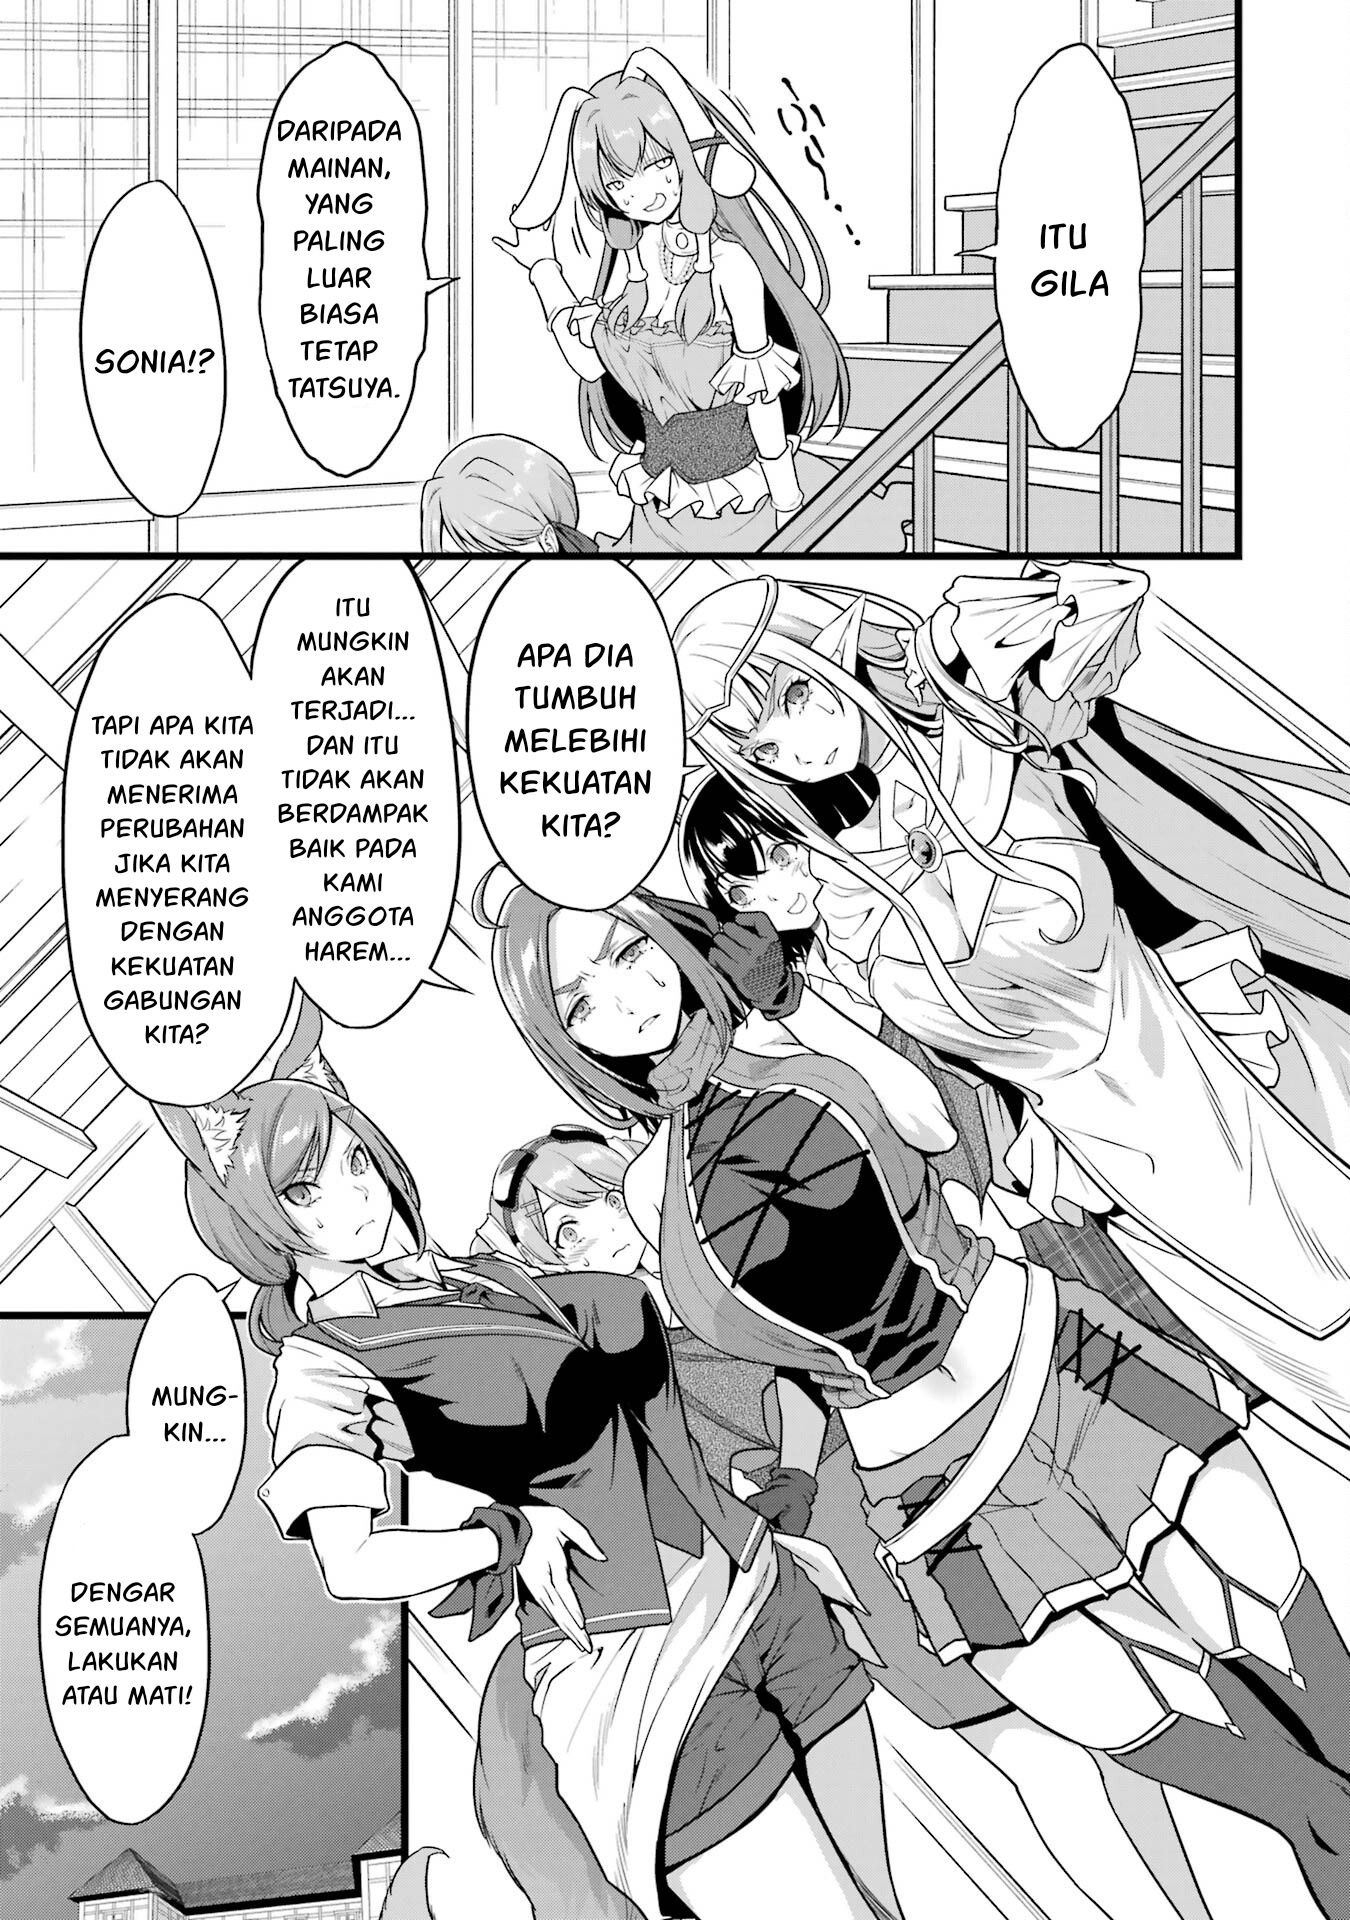 ITU
GILA
DARIPADA
MAINAN,
YANG
PALING
LUAR
BIASA
TETAP
TATSUYA.
SONIA!?
APA DIA
TUMBUH
MELEBIHI
KEKUATAN
KITA?
ITU
MUNGKIN
AKAN
TERJADI...
DAN ITU
TIDAK AKAN
BERDAMPAK
BAIK PADA
KAMI
ANGGOTA
HAREM...
TAPI APA KITA
TIDAK AKAN
MENERIMA
PERUBAHAN
JIKA KITA
MENYERANG
DENGAN
KEKUATAN
GABUNGAN
KITA?
MUNG-
KIN...
DENGAR
SEMUANYA,
LAKUKAN
ATAU MATI!